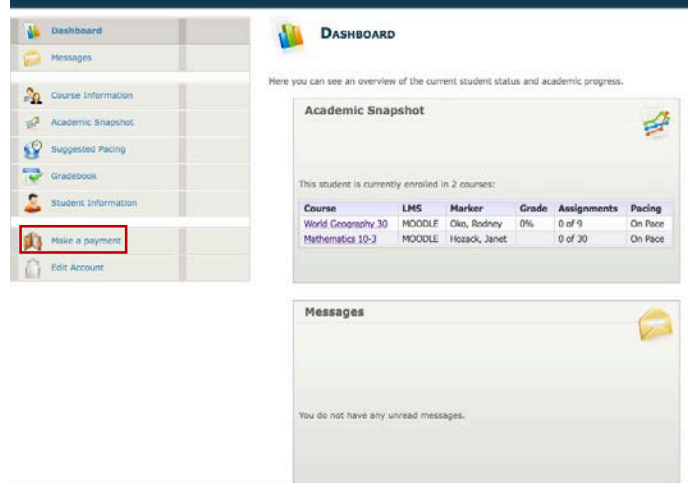 Dashboard
Messages
Course Information
Academic Snapshot
Suggested Pacing
Gradebook
Student Information
Make a payment
Edit Account
DASHBOARD
Here you can see an overview of the current student status and academic progress.
Academic Snapshot
This student is currently enrolled in 2 courses:
Course LMS Marker Grade Assignments Pacing
World Geography 30 MOODLE Oko, Rodney 0% 0 of 9 On Pace
Mathematics 10-3 MOODLE Hozack, Janet 0 of 30 On Pace
Messages
You do not have any unread messages.